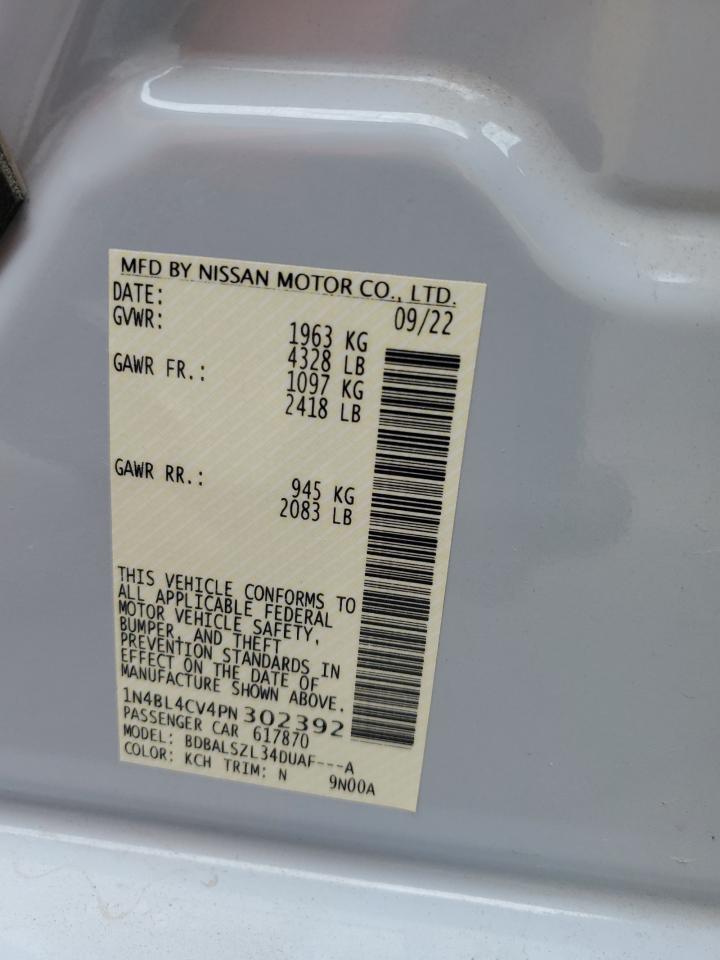 MFD BY NISSAN MOTOR CO., LTD.
DATE: 09/22
GVWR: 1963 KG
4328 LB
GAWR FR.: 1097 KG
2418 LB
GAWR RR.: 945 KG
2083 LB
THIS VEHICLE CONFORMS TO
ALL APPLICABLE FEDERAL
MOTOR VEHICLE SAFETY,
BUMPER, AND THEFT
PREVENTION STANDARDS IN
EFFECT ON THE DATE OF
MANUFACTURE SHOWN ABOVE.
1N4BL4CV4PN302392
PASSENGER CAR 617870
MODEL: BDBALSZL34DUAF---A
COLOR: KCH TRIM: N 9N00A